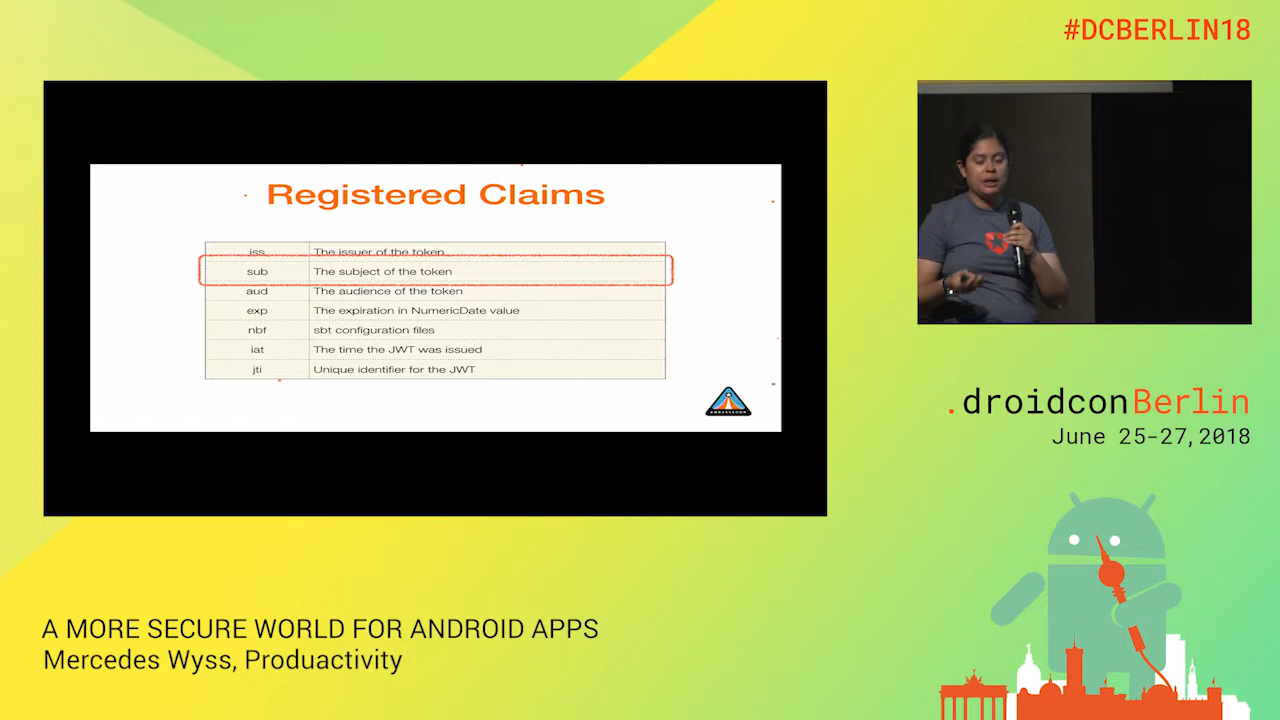 #DCBERLIN18
Registered Claims
iss The issuer of the token
sub The subject of the token
aud The audience of the token
exp The expiration in NumericDate value
nbf sbt configuration files
iat The time the JWT was issued
jti Unique identifier for the JWT
AMBASSADOR
.droidconBerlin
June 25-27, 2018
A MORE SECURE WORLD FOR ANDROID APPS
Mercedes Wyss, Produactivity